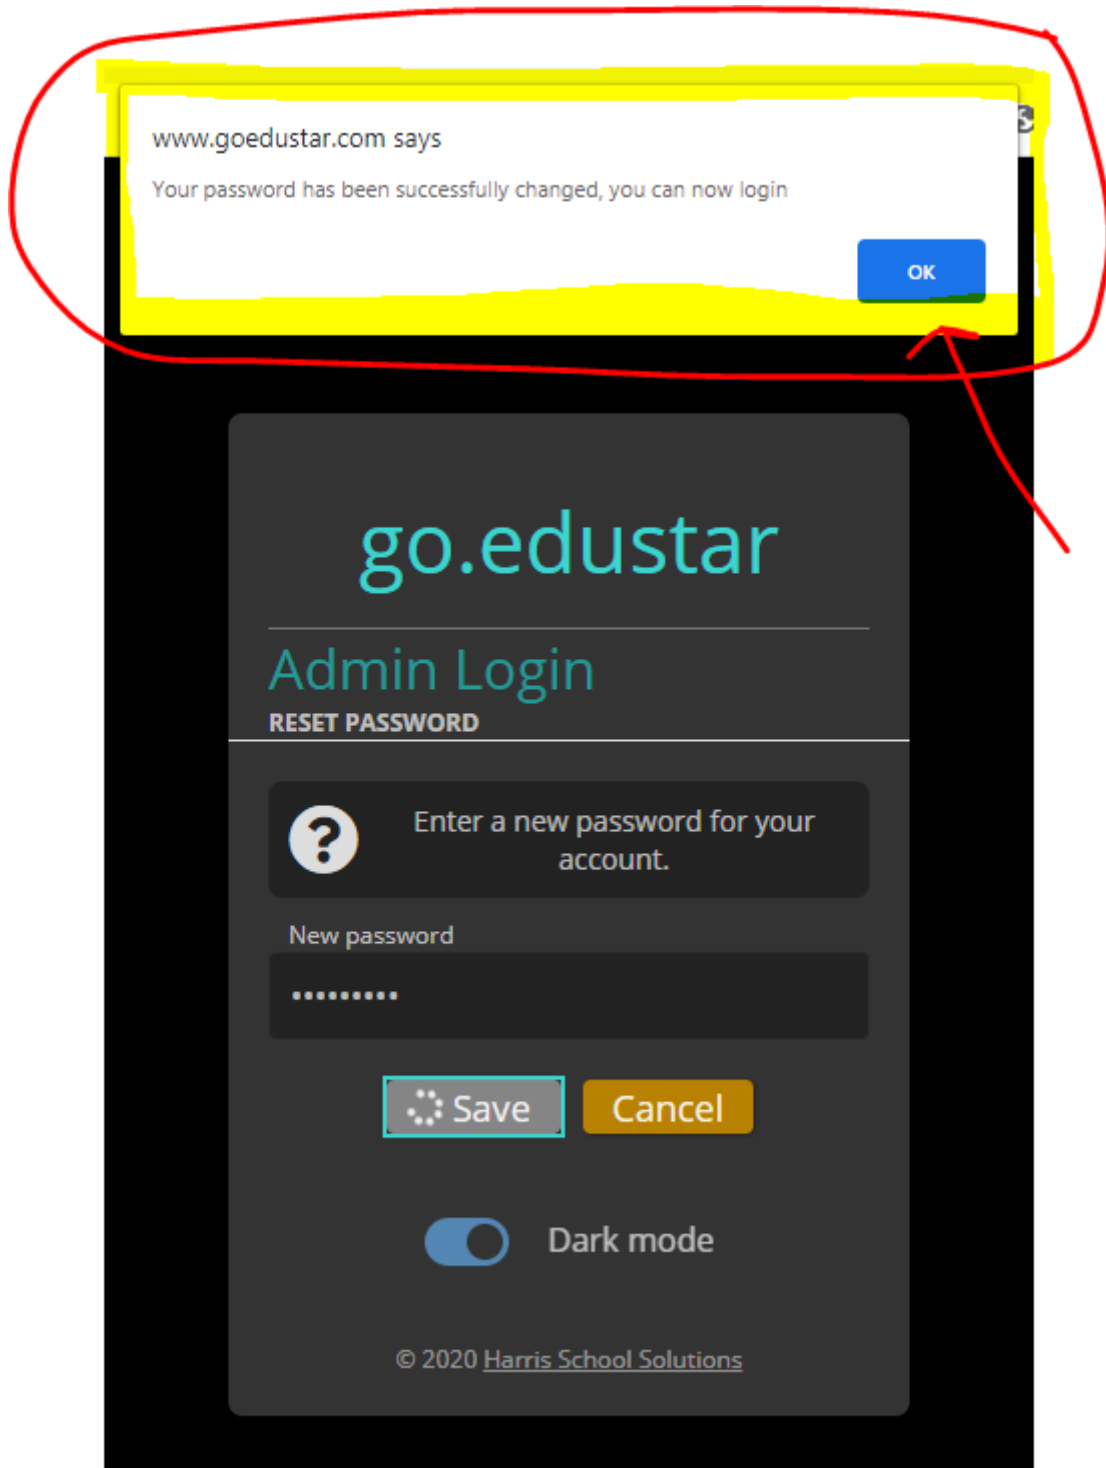 www.goedustar.com says
Your password has been successfully changed, you can now login
OK
go.edustar
Admin Login
RESET PASSWORD
Enter a new password for your
account.
New password
•••••••••
Save Cancel
Dark mode
© 2020 Harris School Solutions